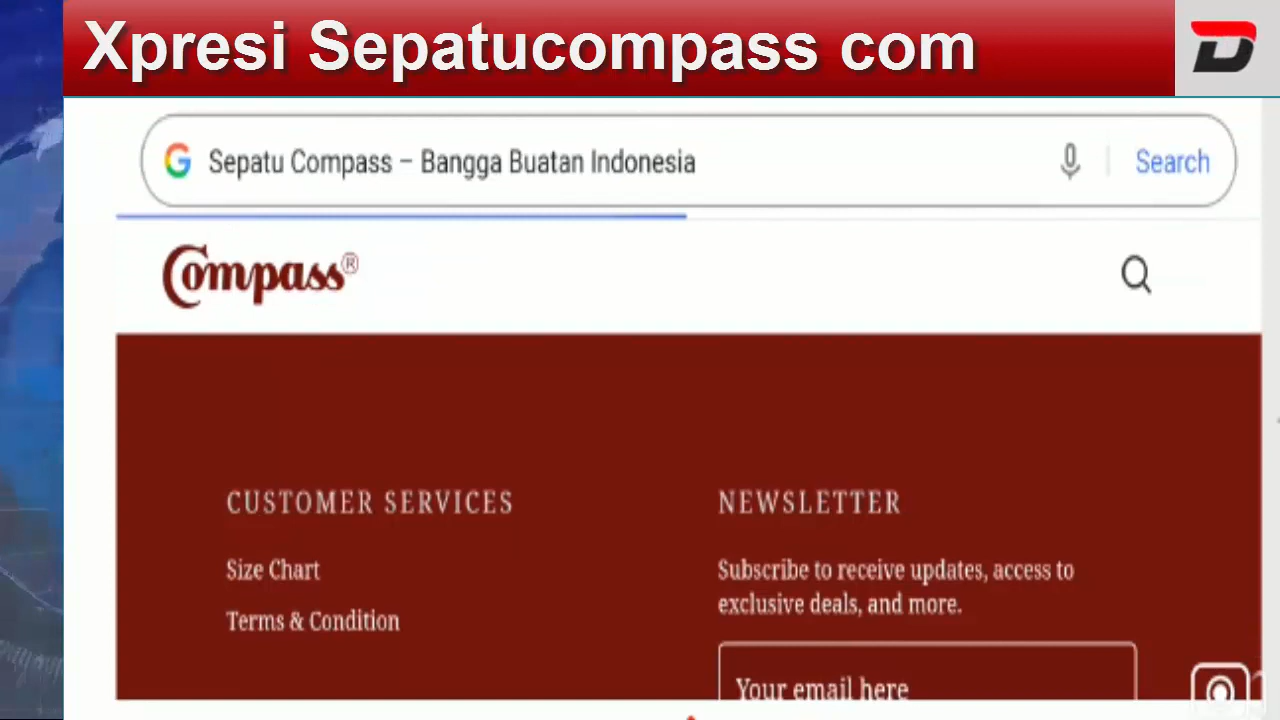 Xpresi Sepatucompass com
Sepatu Compass – Bangga Buatan Indonesia
Search
Compass®
CUSTOMER SERVICES
Size Chart
Terms & Condition
NEWSLETTER
Subscribe to receive updates, access to
exclusive deals, and more.
Your email here